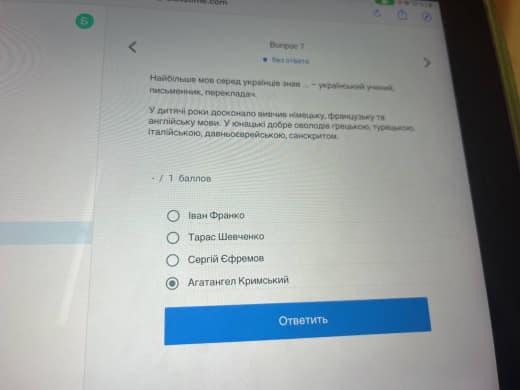 Б
Вопрос 7
без ответа
Найбільше мов серед українців знав ... – український учений,
письменник, перекладач.
У дитячі роки досконало вивчив німецьку, французьку та
англійську мови. У юнацькі добре оволодів грецькою, турецькою,
італійською, давньоєврейською, санскритом.
- / 1 баллов
Іван Франко
Тарас Шевченко
Сергій Єфремов
Агатангел Кримський
Ответить